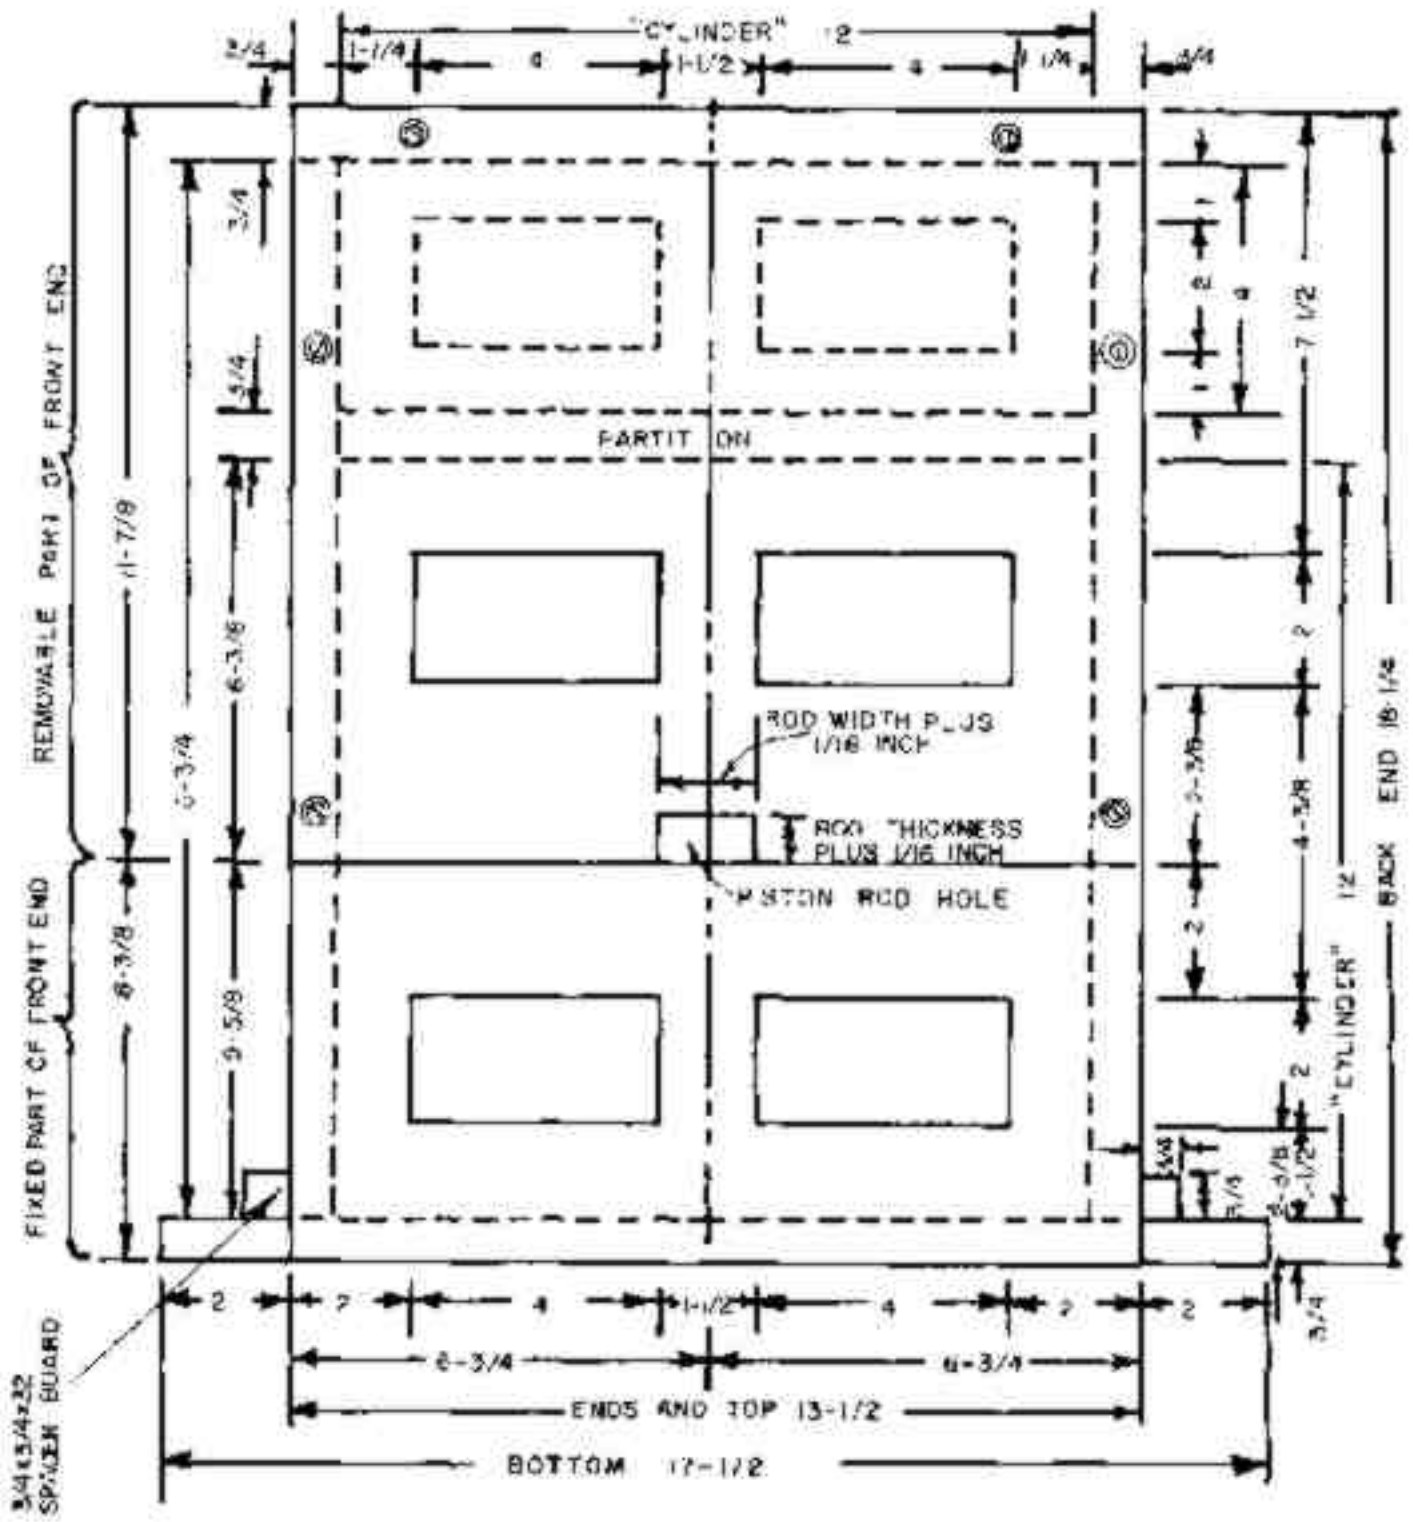 "CYLINDER" 12
3/4
1-1/4
4
1-1/2
4
1 1/4
3/4
3/4
3/4
1
2
1
4
7 1/2
PARTITION
REMOVABLE PART OF FRONT END
11-7/8
6-3/16
ROD WIDTH PLUS
1/16 INCH
ROD THICKNESS
PLUS 1/16 INCH
PISTON ROD HOLE
2
4-3/8
2
2
"CYLINDER" 12
BACK END 18-1/4
FIXED PART OF FRONT END
6-3/8
5-5/8
3/4
3/4
3/4
2
2
4
1-1/2
4
2
2
6-3/4
6-3/4
ENDS AND TOP 13-1/2
BOTTOM 17-1/2
3/4x3/4x32
SPACER BOARD